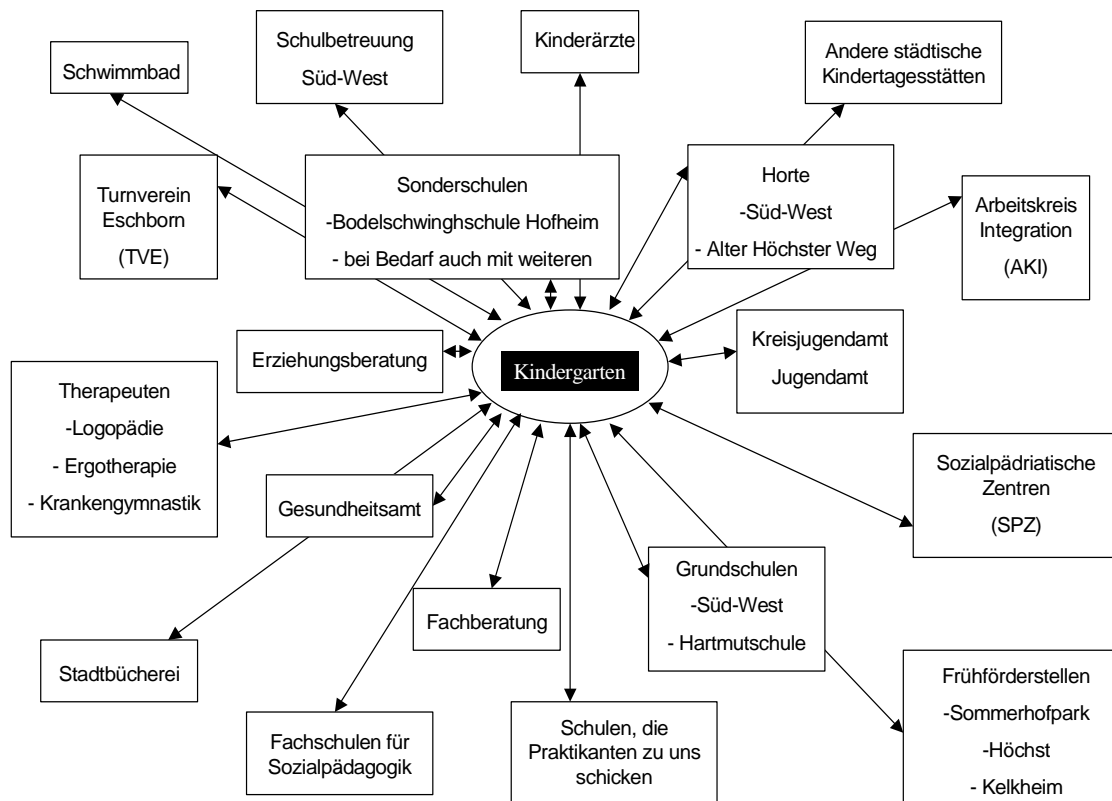 Schwimmbad
Schulbetreuung
Süd-West
Kinderärzte
Andere städtische
Kindertagesstätten
Turnverein
Eschborn
(TVE)
Sonderschulen
-Bodelschwinghschule Hofheim
- bei Bedarf auch mit weiteren
Horte
-Süd-West
- Alter Höchster Weg
Arbeitskreis
Integration
(AKI)
Erziehungsberatung
Kindergarten
Kreisjugendamt
Jugendamt
Therapeuten
-Logopädie
- Ergotherapie
- Krankengymnastik
Gesundheitsamt
Sozialpädriatische
Zentren
(SPZ)
Fachberatung
Grundschulen
-Süd-West
- Hartmutschule
Stadtbücherei
Fachschulen für
Sozialpädagogik
Schulen, die
Praktikanten zu uns
schicken
Frühförderstellen
-Sommerhofpark
-Höchst
- Kelkheim